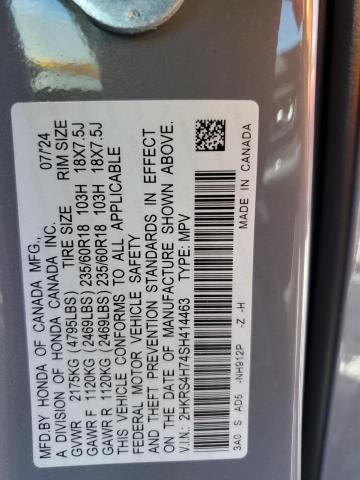 MFD.BY HONDA OF CANADA MFG., 07/24
A DIVISION OF HONDA CANADA INC.
TIRE SIZE RIM SIZE
GVWR 2175KG (4795LBS)
GAWR F 1120KG (2469LBS) 235/60R18 103H 18X7.5J
GAWR R 1120KG (2469LBS) 235/60R18 103H 18X7.5J
THIS VEHICLE CONFORMS TO ALL APPLICABLE
FEDERAL MOTOR VEHICLE SAFETY
AND THEFT PREVENTION STANDARDS IN EFFECT
ON THE DATE OF MANUFACTURE SHOWN ABOVE.
V.I.N.: 2HKRS4H74SH414463 TYPE: MPV
3A0 S AD5 -NH912P -Z -H MADE IN CANADA